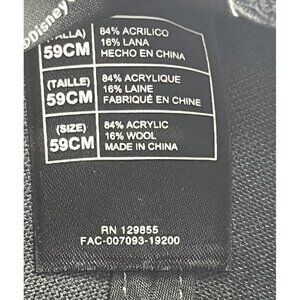 ©Disney
ALLA)
59CM
84% ACRILICO
16% LANA
HECHO EN CHINA
(TAILLE)
59CM
84% ACRYLIQUE
16% LAINE
FABRIQUÉ EN CHINE
(SIZE)
59CM
84% ACRYLIC
16% WOOL
MADE IN CHINA
RN 129855
FAC-007093-19200